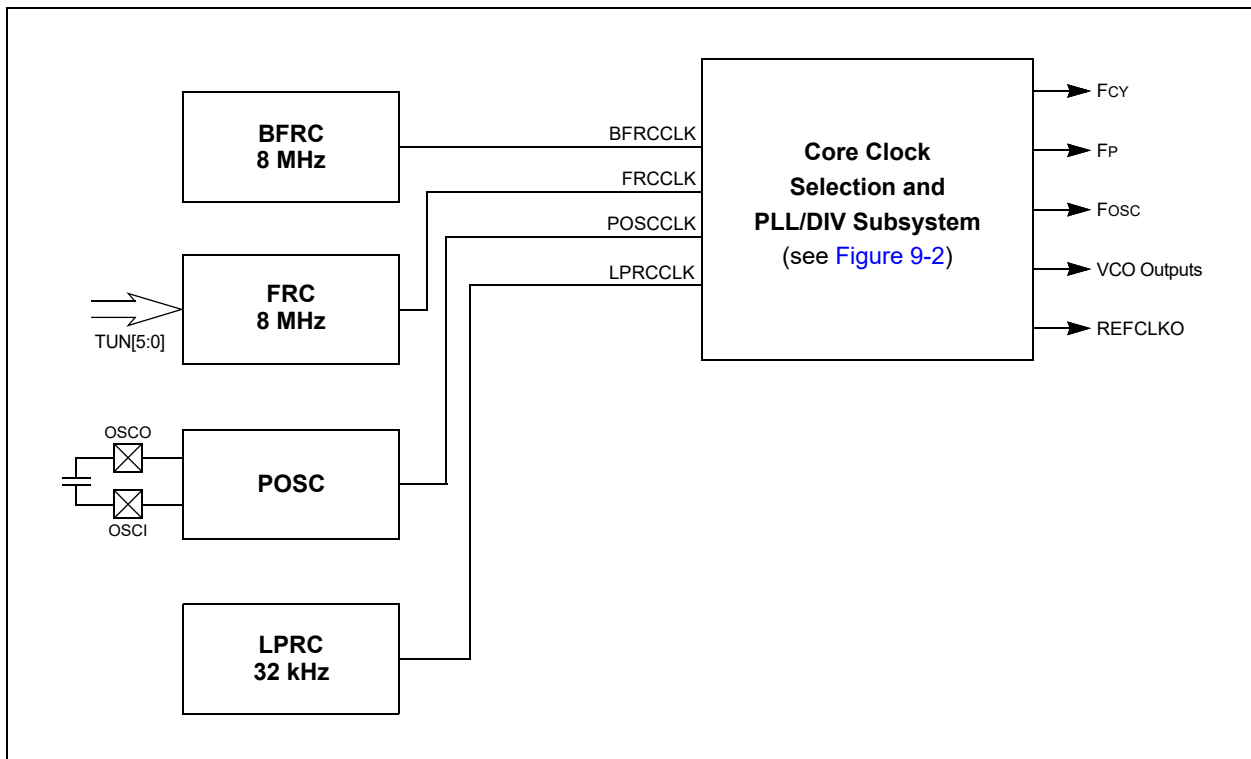 BFRC
8 MHz
BFRCCLK
FRCCLK
POSCCLK
LPRCCLK
Core Clock
Selection and
PLL/DIV Subsystem
(see Figure 9-2)
FCY
FP
FOSC
VCO Outputs
REFCLKO
TUN[5:0]
FRC
8 MHz
OSCO
OSCI
POSC
LPRC
32 kHz